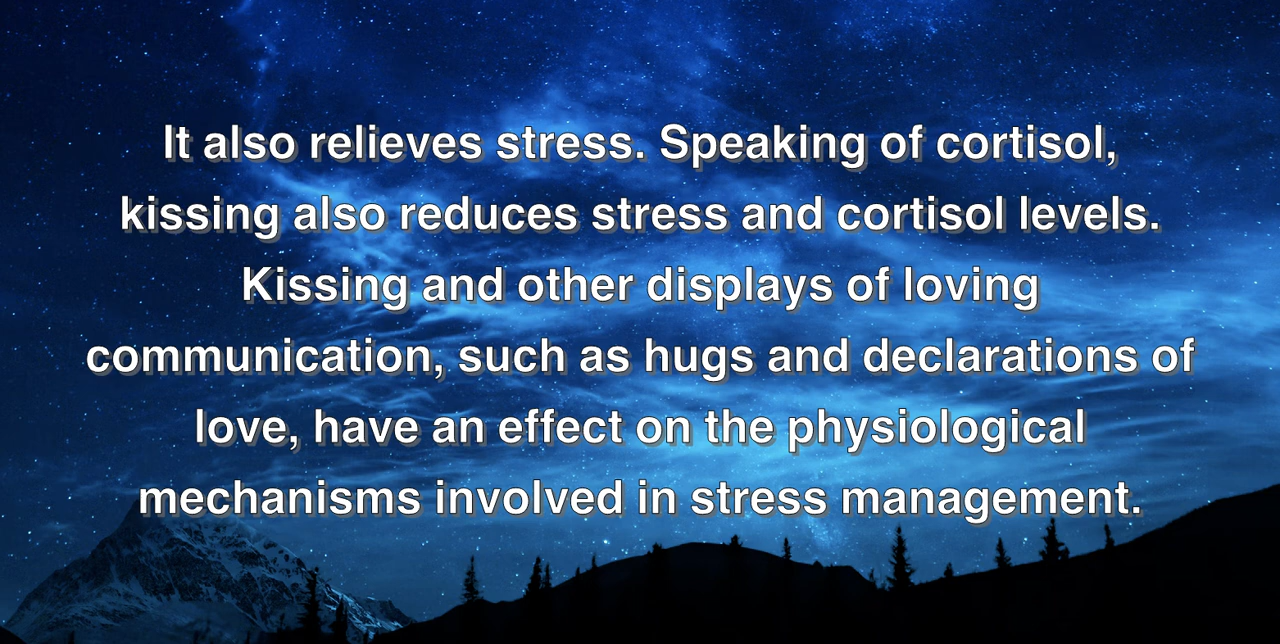 It also relieves stress. Speaking of cortisol,
kissing also reduces stress and cortisol levels.
Kissing and other displays of loving
communication, such as hugs and declarations of
love, have an effect on the physiological
mechanisms involved in stress management.